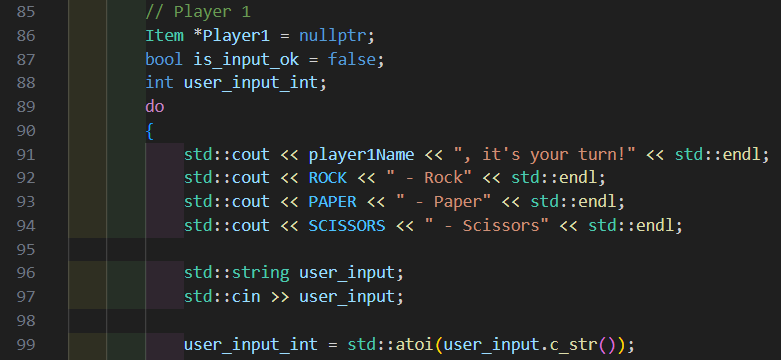 85 // Player 1
86 Item *Player1 = nullptr;
87 bool is_input_ok = false;
88 int user_input_int;
89 do
90 {
91 std::cout << player1Name << ", it's your turn!" << std::endl;
92 std::cout << ROCK << " - Rock" << std::endl;
93 std::cout << PAPER << " - Paper" << std::endl;
94 std::cout << SCISSORS << " - Scissors" << std::endl;
95
96 std::string user_input;
97 std::cin >> user_input;
98
99 user_input_int = std::atoi(user_input.c_str());